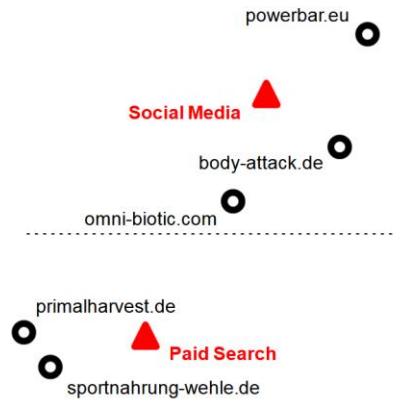 powerbar.eu
Social Media
body-attack.de
omni-biotic.com
primalharvest.de
Paid Search
sportnahrung-wehle.de